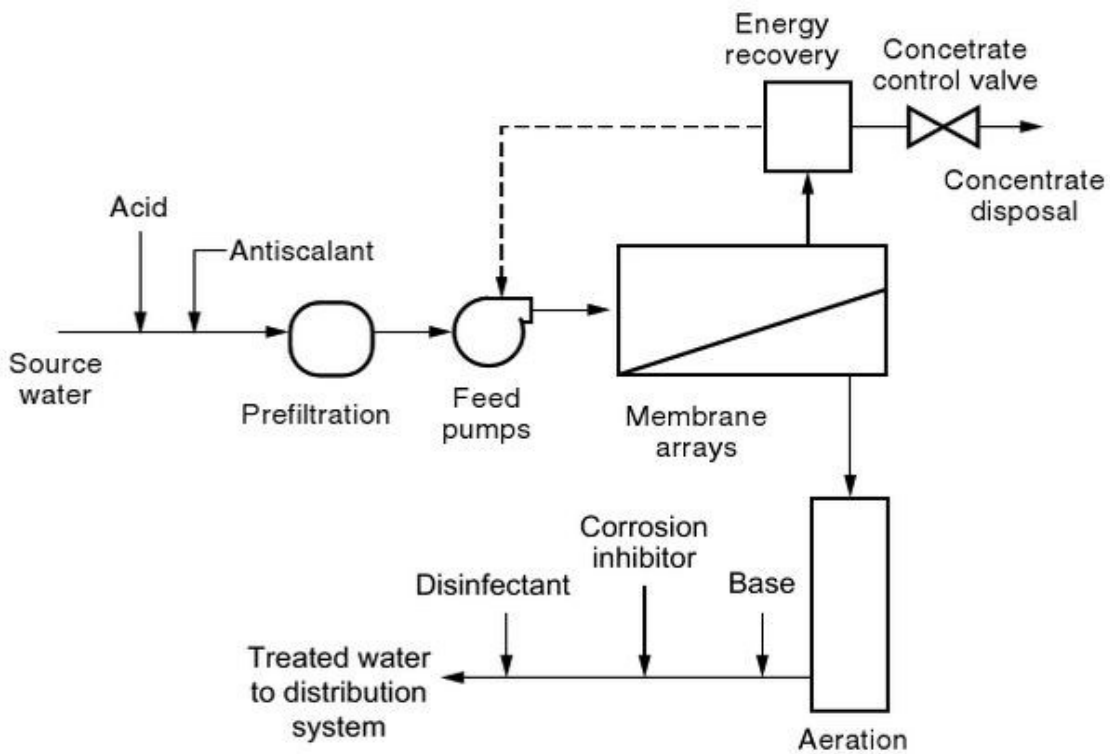 Energy
recovery
Concetrate
control valve
Concentrate
disposal
Acid
Antiscalant
Source
water
Prefiltration
Feed
pumps
Membrane
arrays
Corrosion
inhibitor
Disinfectant
Base
Treated water
to distribution
system
Aeration